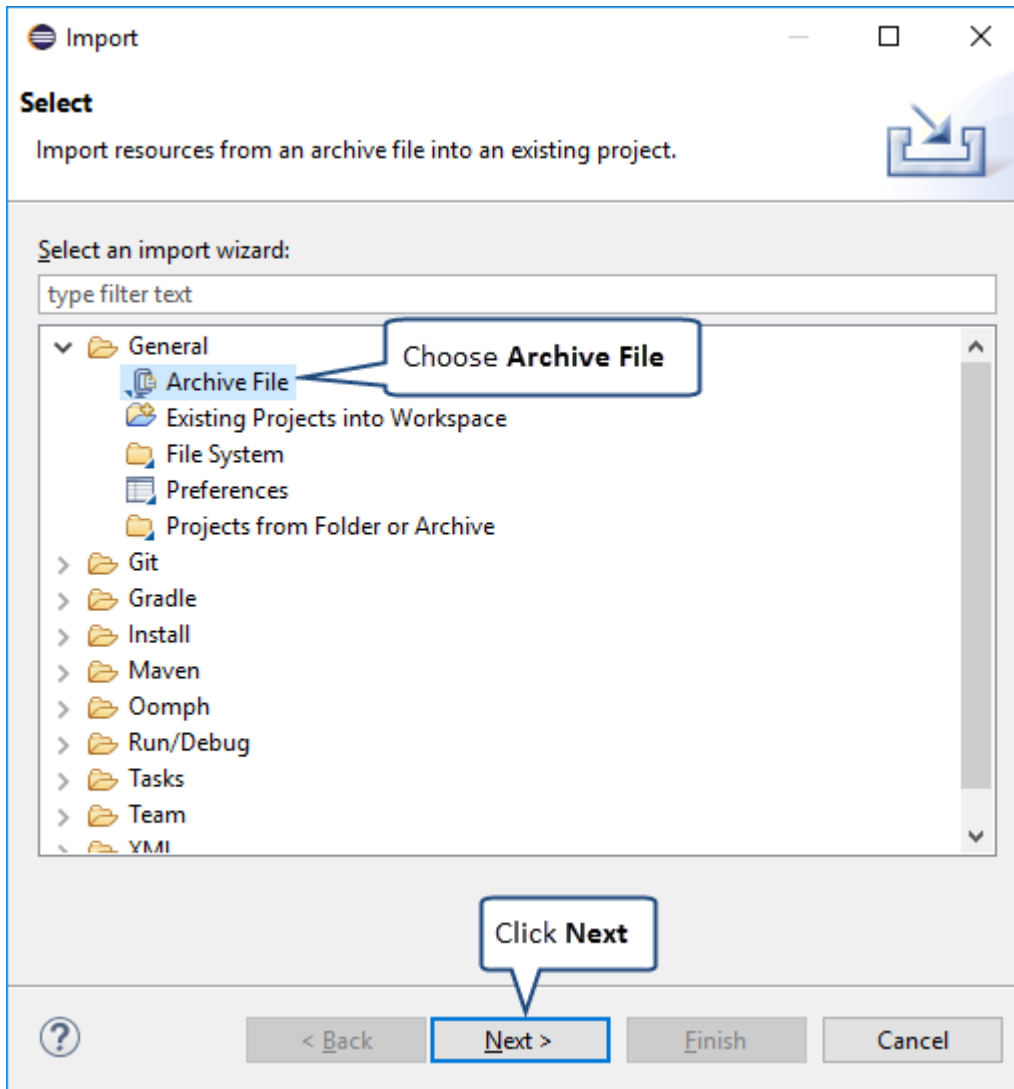 Import
Select
Import resources from an archive file into an existing project.
Select an import wizard:
type filter text
General
Choose Archive File
Archive File
Existing Projects into Workspace
File System
Preferences
Projects from Folder or Archive
Git
Gradle
Install
Maven
Oomph
Run/Debug
Tasks
Team
XML
Click Next
?
< Back
Next >
Finish
Cancel